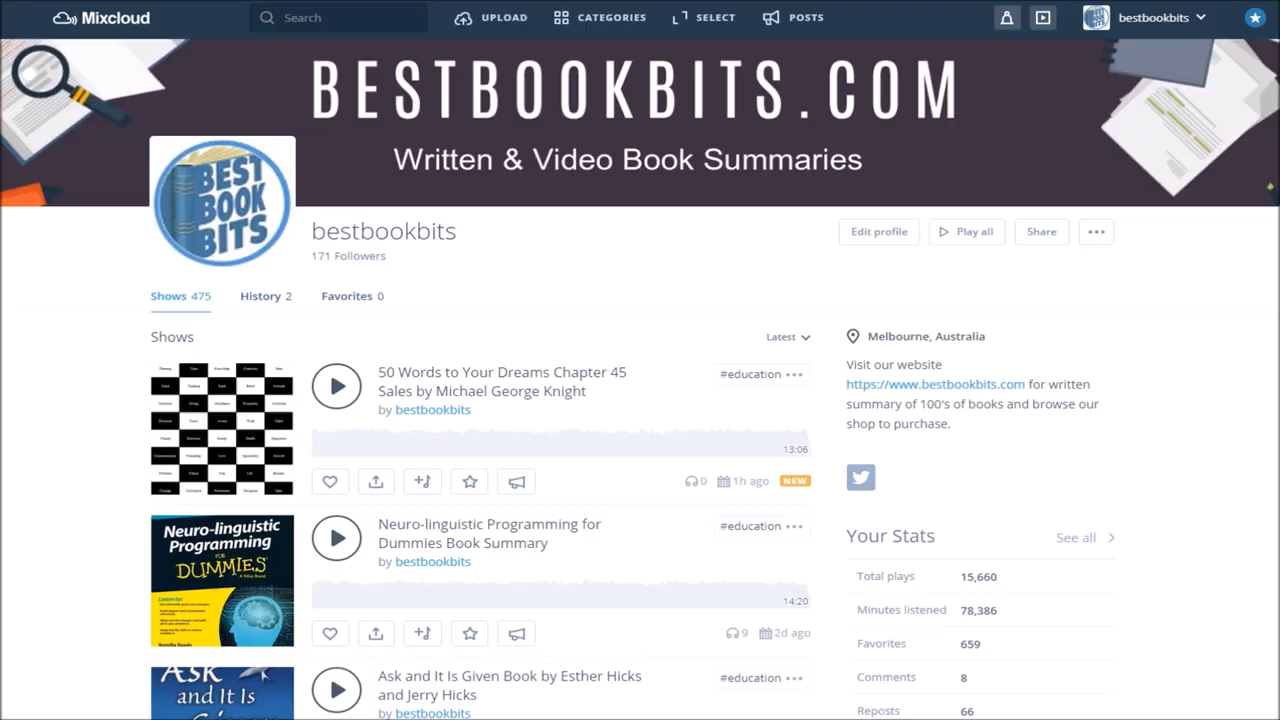 Mixcloud
Search
UPLOAD
CATEGORIES
SELECT
POSTS
bestbookbits
BESTBOOKBITS.COM
Written & Video Book Summaries
BEST
BOOK
BITS
bestbookbits
171 Followers
Edit profile
Play all
Share
Shows 475
History 2
Favorites 0
Shows
Latest
50 Words to Your Dreams Chapter 45
Sales by Michael George Knight
by bestbookbits
#education
13:06
0
1h ago
NEW
Neuro-linguistic
Programming
FOR
DUMMIES
Neuro-linguistic Programming for
Dummies Book Summary
by bestbookbits
#education
14:20
9
2d ago
Ask
and It Is
Given
Ask and It Is Given Book by Esther Hicks
and Jerry Hicks
by bestbookbits
#education
Melbourne, Australia
Visit our website
https://www.bestbookbits.com for written
summary of 100's of books and browse our
shop to purchase.
Your Stats
See all
Total plays 15,660
Minutes listened 78,386
Favorites 659
Comments 8
Reposts 66